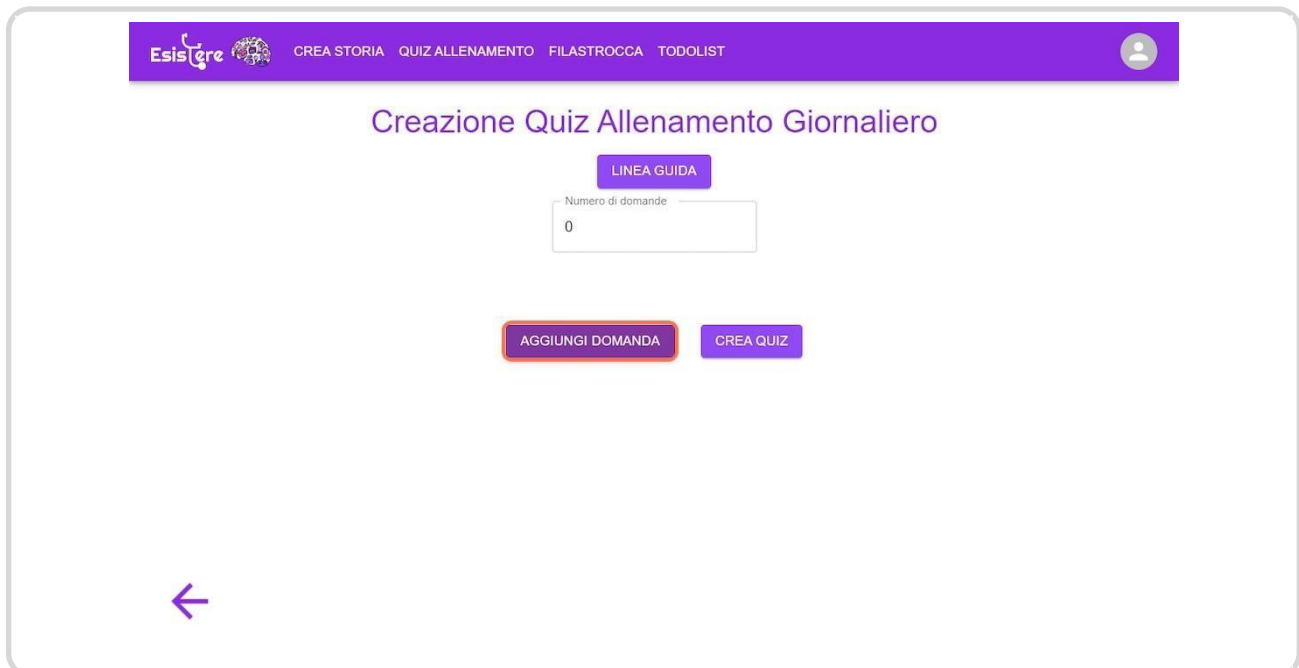 Esistere CREA STORIA QUIZ ALLENAMENTO FILASTROCCA TODOLIST
Creazione Quiz Allenamento Giornaliero
LINEA GUIDA
Numero di domande
0
AGGIUNGI DOMANDA CREA QUIZ